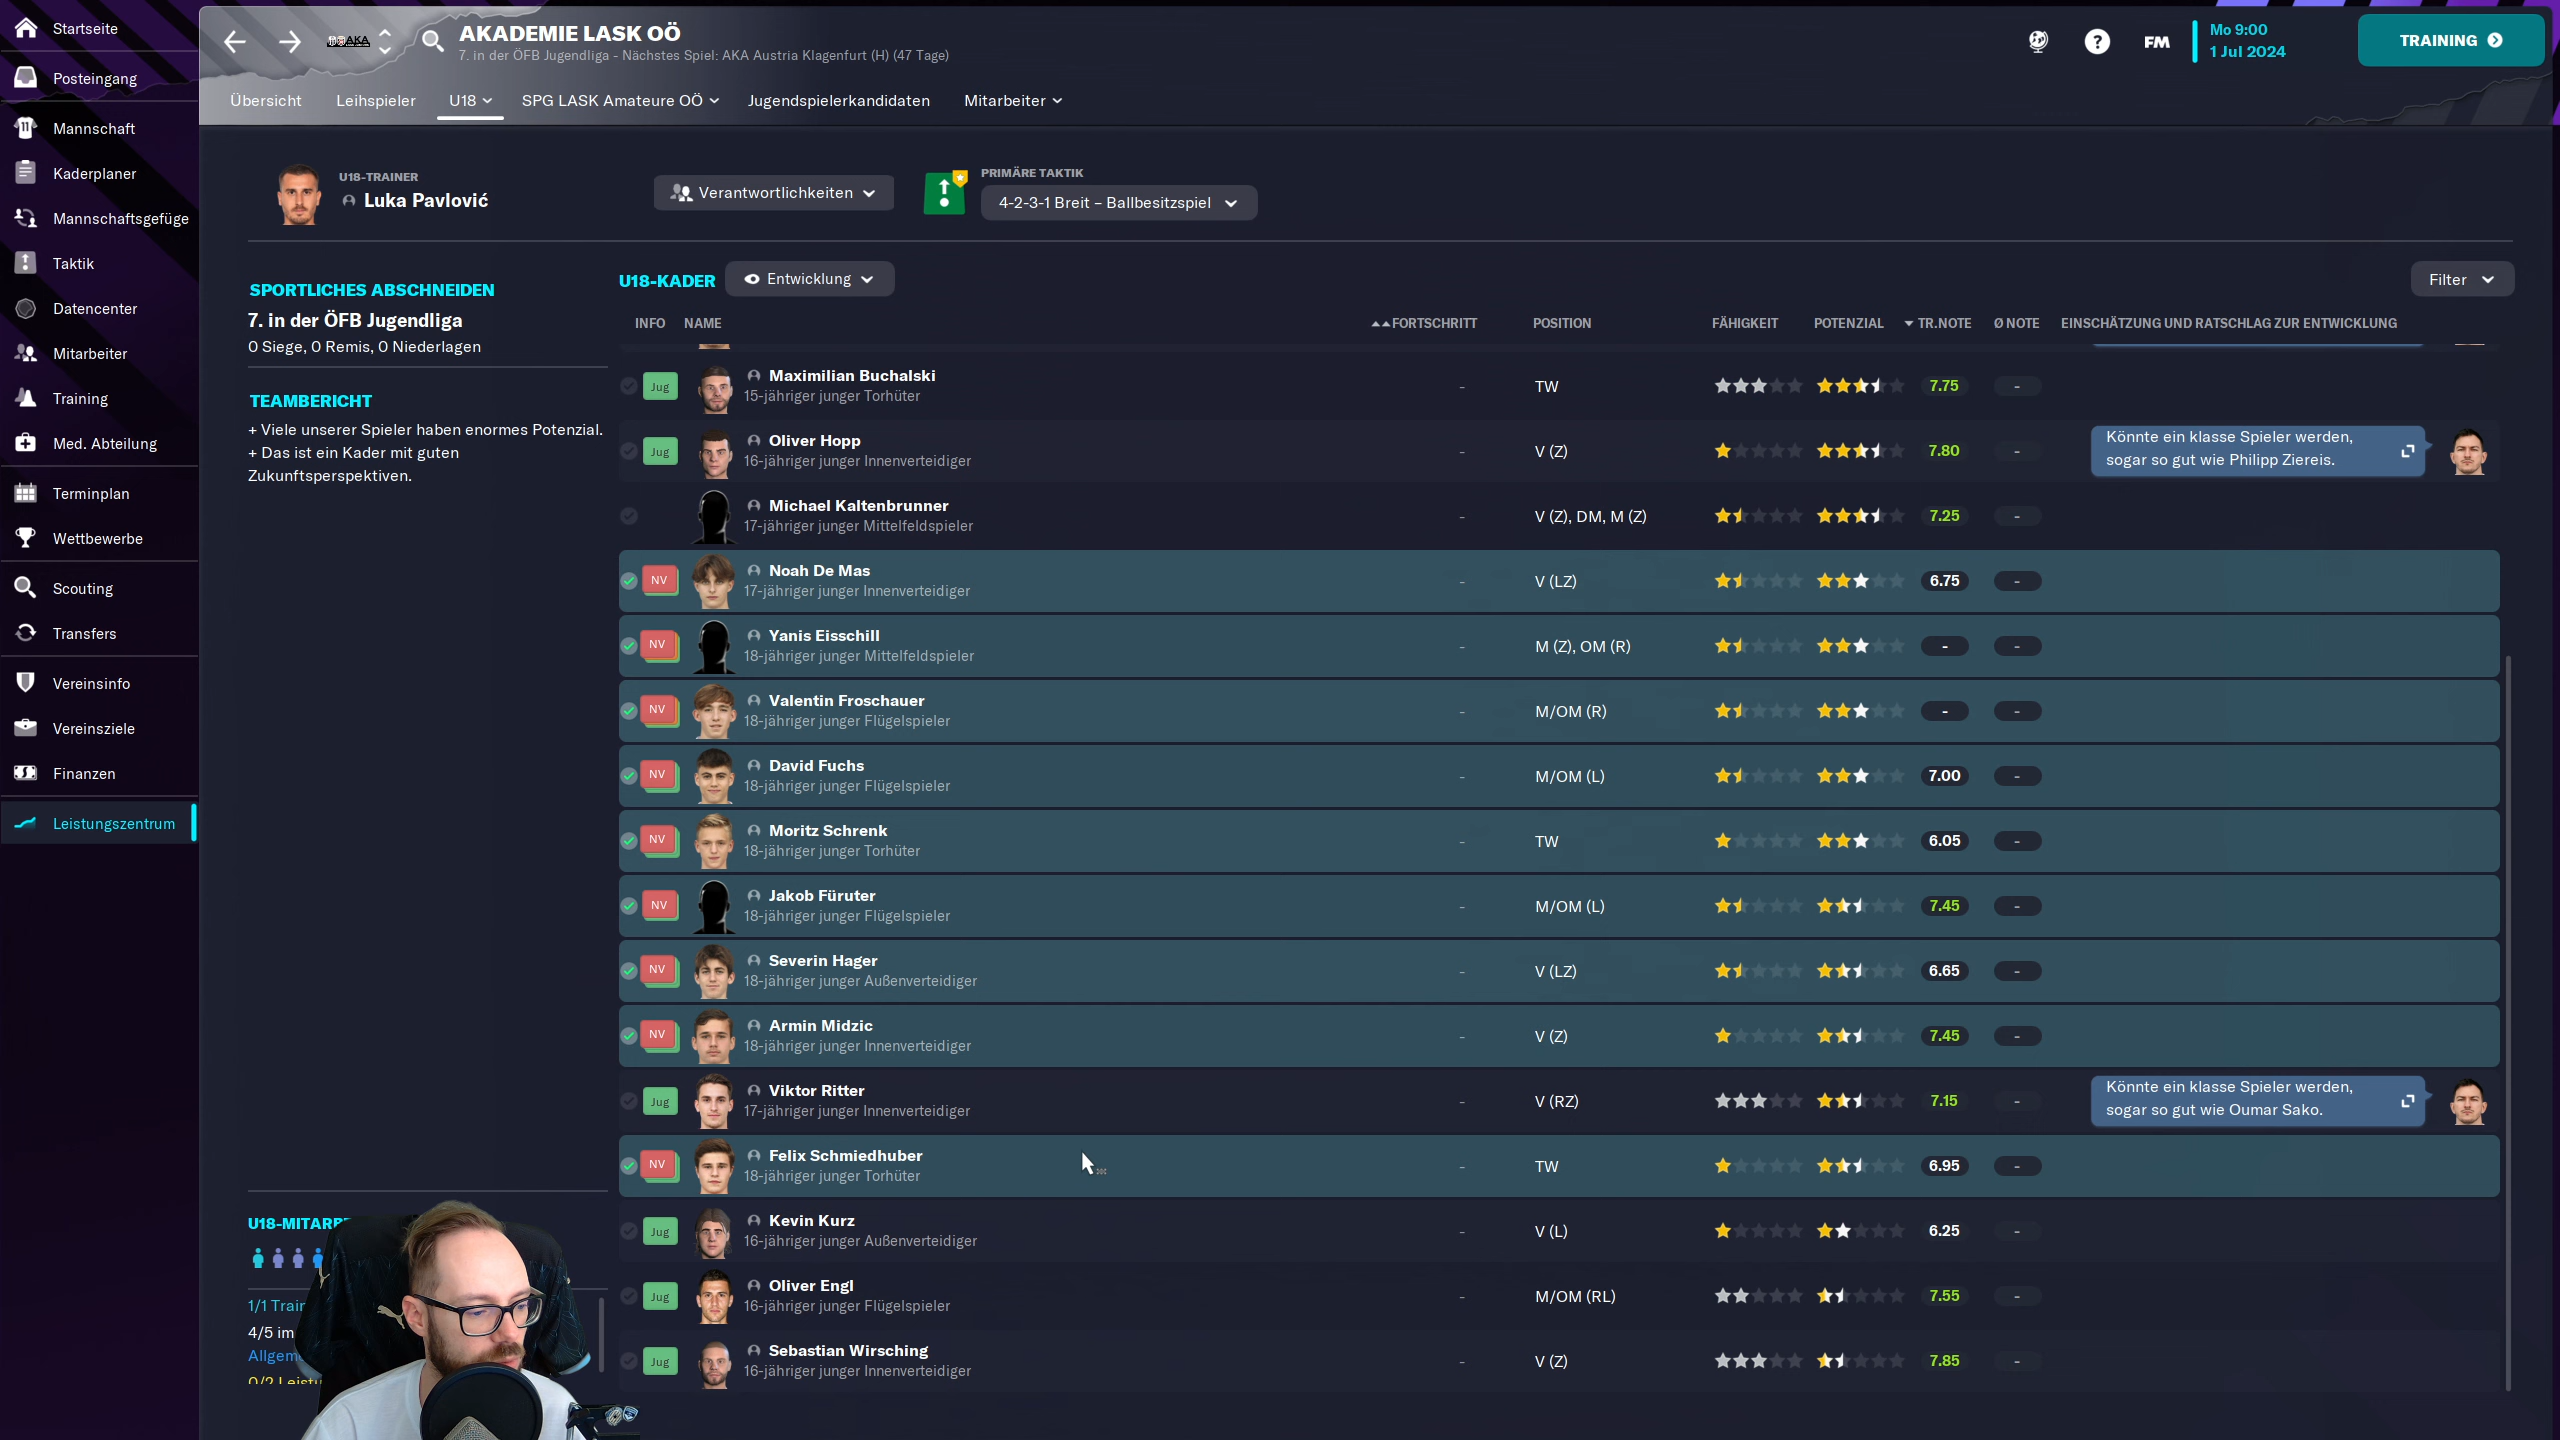 Startseite
Posteingang
Mannschaft
Kaderplaner
Mannschaftsgefüge
Taktik
Datencenter
Mitarbeiter
Training
Med. Abteilung
Terminplan
Wettbewerbe
Scouting
Transfers
Vereinsinfo
Vereinsziele
Finanzen
Leistungszentrum
AKADEMIE LASK OÖ
7. in der ÖFB Jugendliga - Nächstes Spiel: AKA Austria Klagenfurt (H) (47 Tage)
FM
Mo 9:00
1 Jul 2024
TRAINING
Übersicht
Leihspieler
U18
SPG LASK Amateure OÖ
Jugendspielerkandidaten
Mitarbeiter
U18-TRAINER
Luka Pavlović
Verantwortlichkeiten
PRIMÄRE TAKTIK
4-2-3-1 Breit – Ballbesitzspiel
SPORTLICHES ABSCHNEIDEN
7. in der ÖFB Jugendliga
0 Siege, 0 Remis, 0 Niederlagen
TEAMBERICHT
+ Viele unserer Spieler haben enormes Potenzial.
+ Das ist ein Kader mit guten
Zukunftsperspektiven.
1/1 Train
4/5 im
U18-KADER
Entwicklung
Filter
INFO NAME FORTSCHRITT POSITION FÄHIGKEIT POTENZIAL TR.NOTE Ø NOTE EINSCHÄTZUNG UND RATSCHLAG ZUR ENTWICKLUNG
Jug Maximilian Buchalski - TW 7.75 -
15-jähriger junger Torhüter
Jug Oliver Hopp - V (Z) 7.80 -
16-jähriger junger Innenverteidiger
Könnte ein klasse Spieler werden,
sogar so gut wie Philipp Ziereis.
Michael Kaltenbrunner - V (Z), DM, M (Z) 7.25 -
17-jähriger junger Mittelfeldspieler
NV Noah De Mas - V (LZ) 6.75 -
17-jähriger junger Innenverteidiger
NV Yanis Eisschill - M (Z), OM (R) - -
18-jähriger junger Mittelfeldspieler
NV Valentin Froschauer - M/OM (R) - -
18-jähriger junger Flügelspieler
NV David Fuchs - M/OM (L) 7.00 -
18-jähriger junger Flügelspieler
NV Moritz Schrenk - TW 6.05 -
18-jähriger junger Torhüter
NV Jakob Füruter - M/OM (L) 7.45 -
18-jähriger junger Flügelspieler
NV Severin Hager - V (LZ) 6.65 -
18-jähriger junger Außenverteidiger
NV Armin Midzic - V (Z) 7.45 -
18-jähriger junger Innenverteidiger
Jug Viktor Ritter - V (RZ) 7.15 -
17-jähriger junger Innenverteidiger
Könnte ein klasse Spieler werden,
sogar so gut wie Oumar Sako.
NV Felix Schmiedhuber - TW 6.95 -
18-jähriger junger Torhüter
Jug Kevin Kurz - V (L) 6.25 -
16-jähriger junger Außenverteidiger
Jug Oliver Engl - M/OM (RL) 7.55 -
16-jähriger junger Flügelspieler
Jug Sebastian Wirsching - V (Z) 7.85 -
16-jähriger junger Innenverteidiger